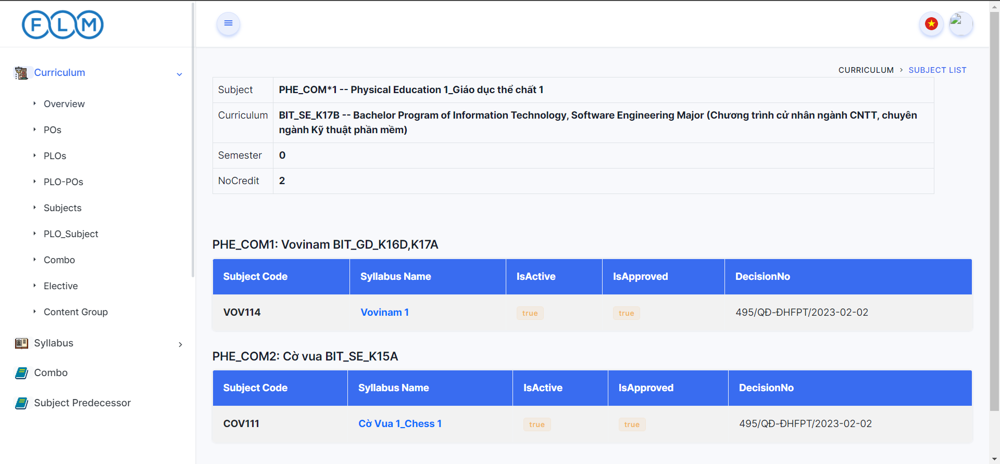 FLM
CURRICULUM > SUBJECT LIST
Curriculum
Overview
POs
PLOs
PLO-POs
Subjects
PLO_Subject
Combo
Elective
Content Group
Syllabus
Combo
Subject Predecessor
Subject PHE_COM*1 -- Physical Education 1_Giáo dục thể chất 1
Curriculum BIT_SE_K17B -- Bachelor Program of Information Technology, Software Engineering Major (Chương trình cử nhân ngành CNTT, chuyên
ngành Kỹ thuật phần mềm)
Semester 0
NoCredit 2
PHE_COM1: Vovinam BIT_GD_K16D,K17A
Subject Code Syllabus Name IsActive IsApproved DecisionNo
VOV114 Vovinam 1 true true 495/QĐ-ĐHFPT/2023-02-02
PHE_COM2: Cờ vua BIT_SE_K15A
Subject Code Syllabus Name IsActive IsApproved DecisionNo
COV111 Cờ Vua 1_Chess 1 true true 495/QĐ-ĐHFPT/2023-02-02